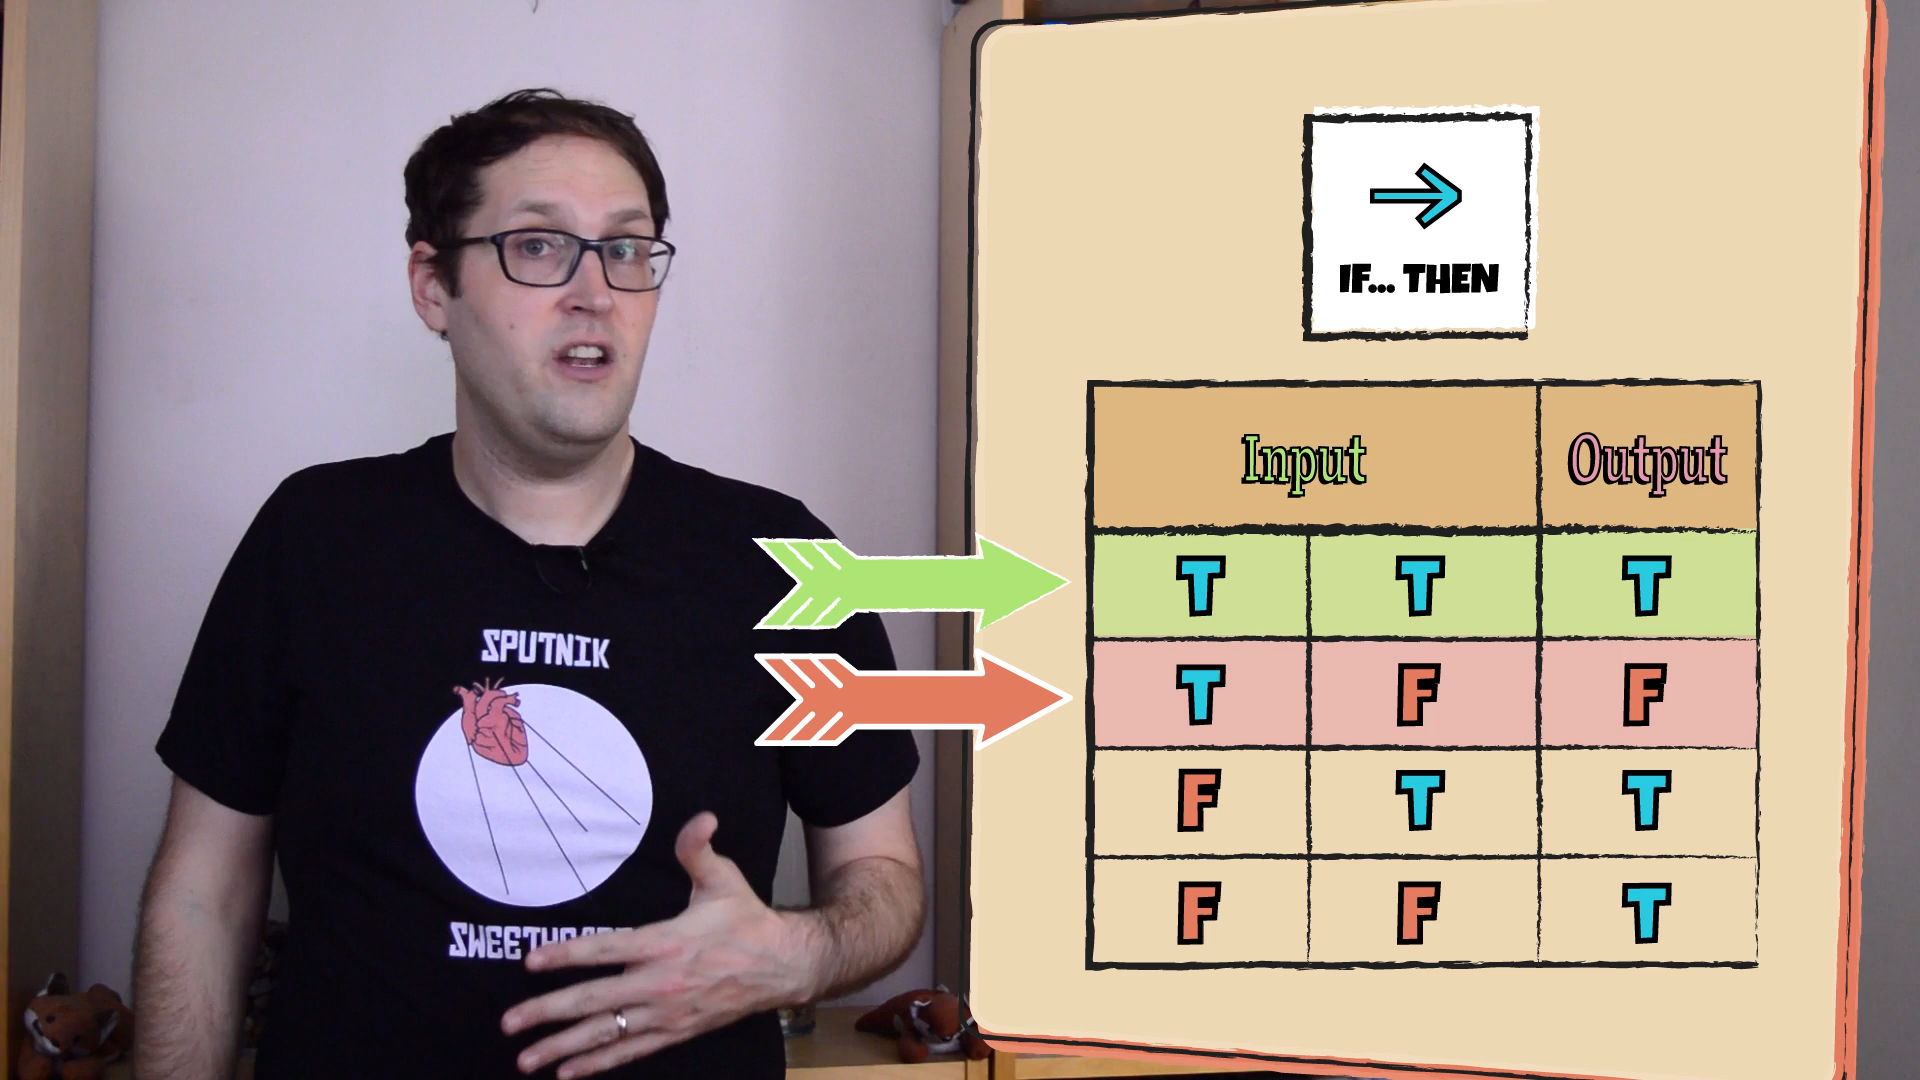 SPUTNIK
IF... THEN
Input Output
T T T
T F F
F T T
F F T